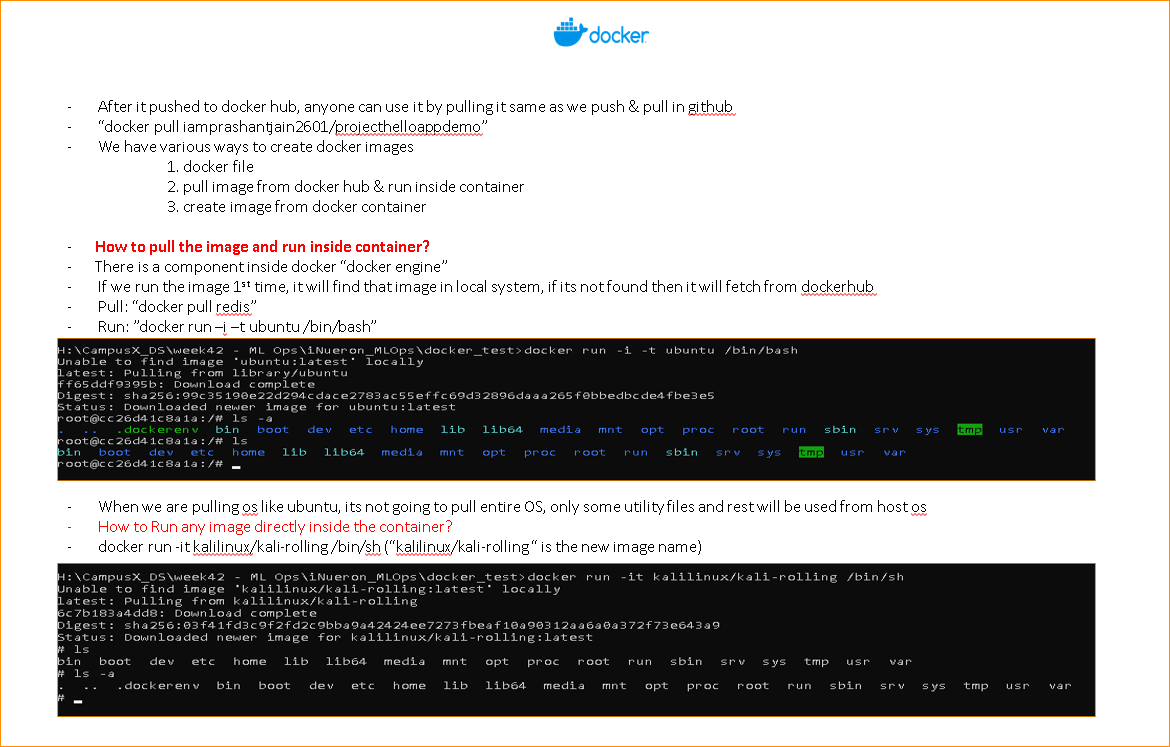 docker
- After it pushed to docker hub, anyone can use it by pulling it same as we push & pull in github
- “docker pull iamprashantjain2601/projecthelloappdemo”
- We have various ways to create docker images
1. docker file
2. pull image from docker hub & run inside container
3. create image from docker container
- How to pull the image and run inside container?
- There is a component inside docker “docker engine”
- If we run the image 1st time, it will find that image in local system, if its not found then it will fetch from dockerhub
- Pull: “docker pull redis”
- Run: ”docker run –i –t ubuntu /bin/bash”
H:\CampusX_DS\week42 - ML Ops\iNueron_MLOps\docker_test>docker run -i -t ubuntu /bin/bash
Unable to find image 'ubuntu:latest' locally
latest: Pulling from library/ubuntu
ff65ddf9395b: Download complete
Digest: sha256:99c35190e22d294cdace2783ac55effc69d32896daaa265f0bbedbcde4fbe3e5
Status: Downloaded newer image for ubuntu:latest
root@cc26d41c8a1a:/# ls -a
. .. .dockerenv bin boot dev etc home lib lib64 media mnt opt proc root run sbin srv sys tmp usr var
root@cc26d41c8a1a:/# ls
bin boot dev etc home lib lib64 media mnt opt proc root run sbin srv sys tmp usr var
root@cc26d41c8a1a:/#
- When we are pulling os like ubuntu, its not going to pull entire OS, only some utility files and rest will be used from host os
- How to Run any image directly inside the container?
- docker run -it kalilinux/kali-rolling /bin/sh (“kalilinux/kali-rolling“ is the new image name)
H:\CampusX_DS\week42 - ML Ops\iNueron_MLOps\docker_test>docker run -it kalilinux/kali-rolling /bin/sh
Unable to find image 'kalilinux/kali-rolling:latest' locally
latest: Pulling from kalilinux/kali-rolling
6c7b183a4dd8: Download complete
Digest: sha256:03f41fd3c9f2fd2c9bba9a42424ee7273fbeaf10a90312aa6a0a372f73e643a9
Status: Downloaded newer image for kalilinux/kali-rolling:latest
# ls
bin boot dev etc home lib lib64 media mnt opt proc root run sbin srv sys tmp usr var
# ls -a
. .. .dockerenv bin boot dev etc home lib lib64 media mnt opt proc root run sbin srv sys tmp usr var
#